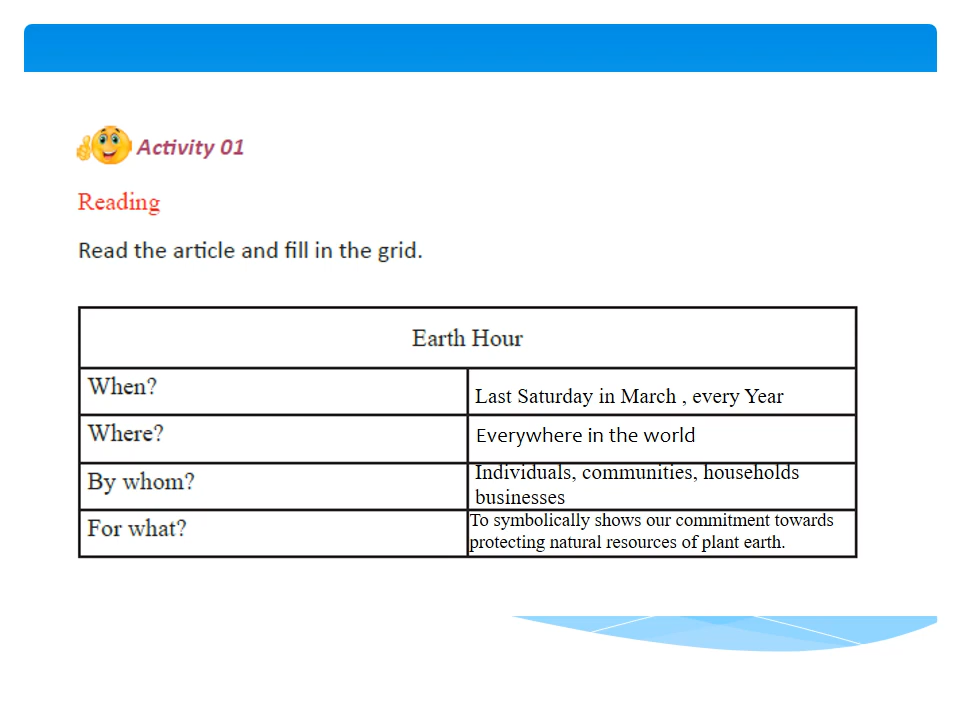 Activity 01
Reading
Read the article and fill in the grid.
Earth Hour
When?
Last Saturday in March , every Year
Where?
Everywhere in the world
By whom?
Individuals, communities, households
businesses
For what?
To symbolically shows our commitment towards
protecting natural resources of plant earth.